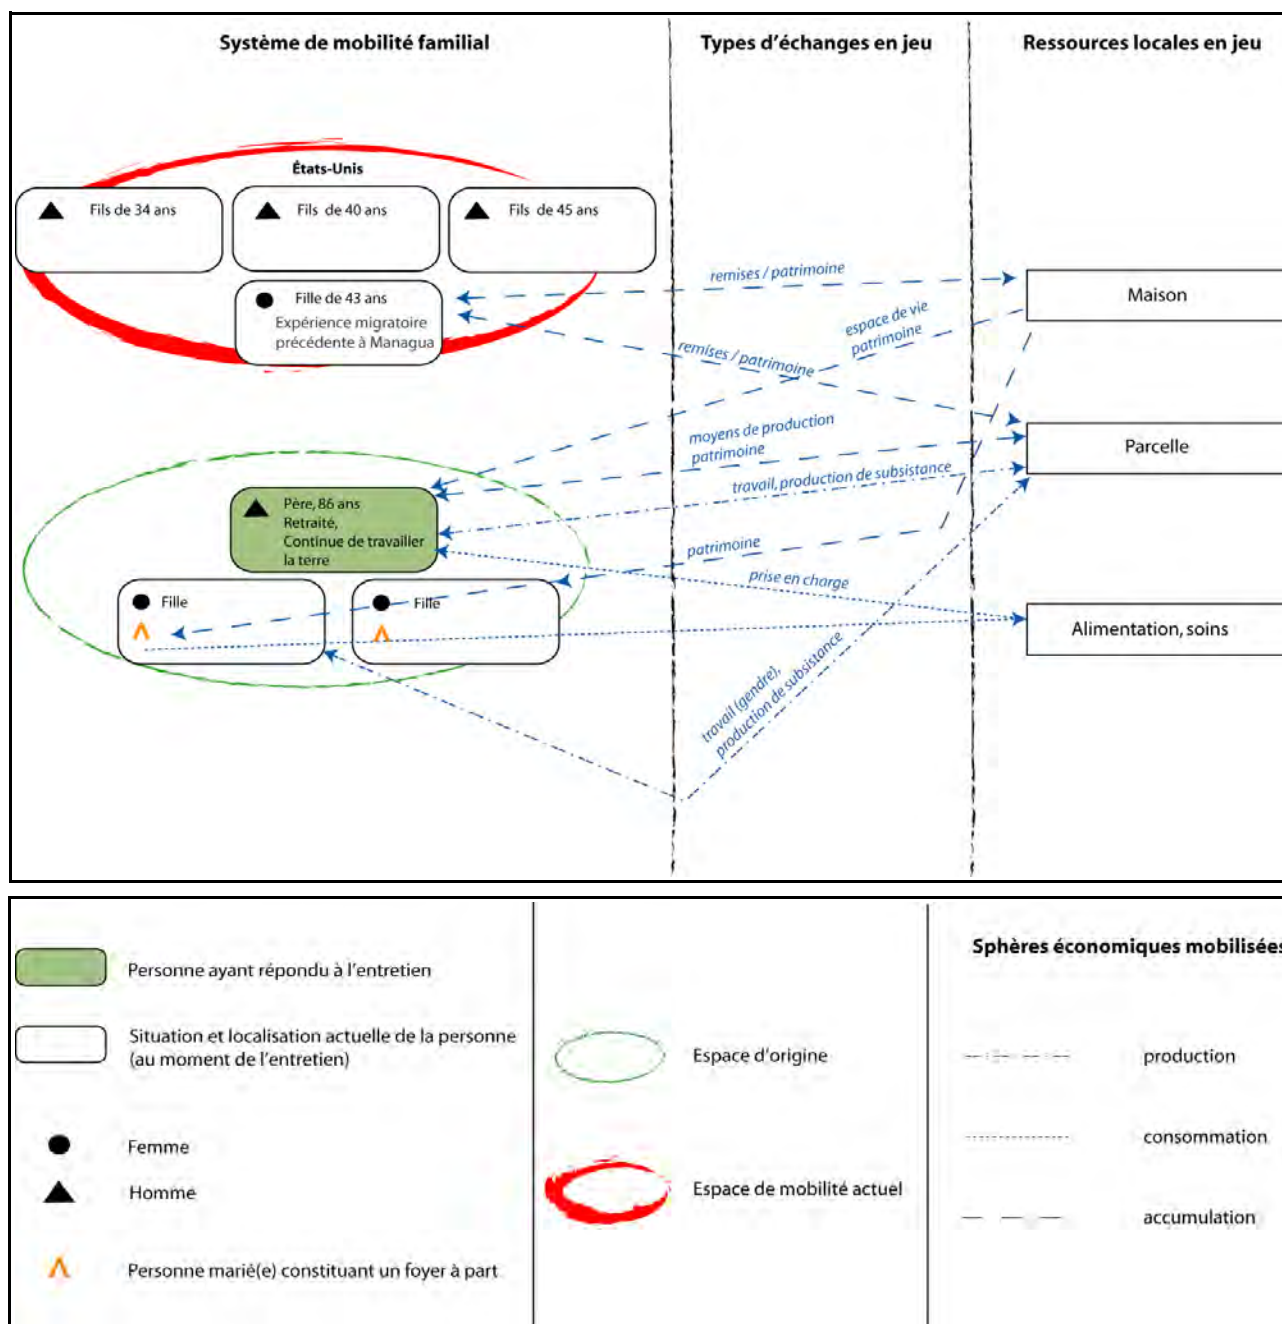 Système de mobilité familial
Types d'échanges en jeu
Ressources locales en jeu
États-Unis
Fils de 34 ans
Fils de 40 ans
Fils de 45 ans
Fille de 43 ans
Expérience migratoire
précédente à Managua
remises / patrimoine
Maison
espace de vie
patrimoine
remises / patrimoine
moyens de production
patrimoine
Parcelle
travail, production de subsistance
Père, 86 ans
Retraité,
Continue de travailler
la terre
patrimoine
prise en charge
Fille
Fille
Alimentation, soins
travail (gendre),
production de subsistance
Personne ayant répondu à l'entretien
Situation et localisation actuelle de la personne
(au moment de l'entretien)
Femme
Homme
Personne marié(e) constituant un foyer à part
Espace d'origine
Espace de mobilité actuel
Sphères économiques mobilisées
production
consommation
accumulation